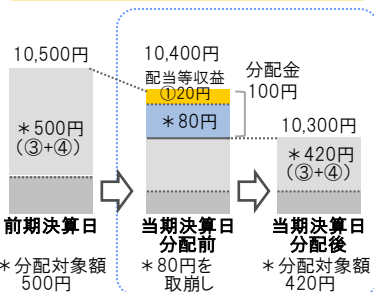 10,500円
＊500円
（③+④）
前期決算日
＊分配対象額
500円
10,400円
配当等収益
①20円
＊80円
分配金
100円
当期決算日
分配前
＊80円を
取崩し
10,300円
＊420円
（③+④）
当期決算日
分配後
＊分配対象額
420円